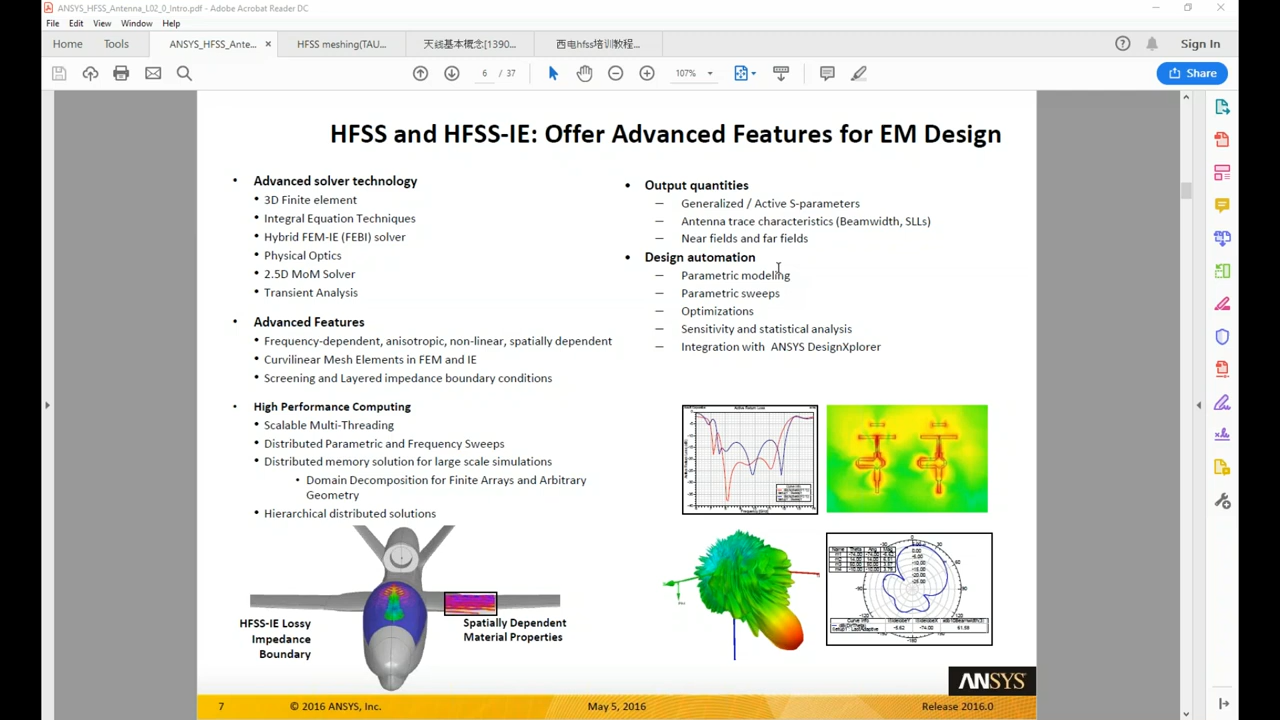 ANSYS_HFSS_Antenna_L02_0_Intro.pdf - Adobe Acrobat Reader DC
File Edit View Window Help
Home Tools ANSYS_HFSS_Ante... × HFSS meshing(TAU... 天线基本概念[1390... 西电hfss培训教程...
Sign In
6 / 37
107%
Share
HFSS and HFSS-IE: Offer Advanced Features for EM Design
• Advanced solver technology
• 3D Finite element
• Integral Equation Techniques
• Hybrid FEM-IE (FEBI) solver
• Physical Optics
• 2.5D MoM Solver
• Transient Analysis
• Advanced Features
• Frequency-dependent, anisotropic, non-linear, spatially dependent
• Curvilinear Mesh Elements in FEM and IE
• Screening and Layered impedance boundary conditions
• High Performance Computing
• Scalable Multi-Threading
• Distributed Parametric and Frequency Sweeps
• Distributed memory solution for large scale simulations
• Domain Decomposition for Finite Arrays and Arbitrary
Geometry
• Hierarchical distributed solutions
• Output quantities
— Generalized / Active S-parameters
— Antenna trace characteristics (Beamwidth, SLLs)
— Near fields and far fields
• Design automation
— Parametric modeling
— Parametric sweeps
— Optimizations
— Sensitivity and statistical analysis
— Integration with ANSYS DesignXplorer
HFSS-IE Lossy
Impedance
Boundary
Spatially Dependent
Material Properties
ANSYS
7 © 2016 ANSYS, Inc. May 5, 2016 Release 2016.0